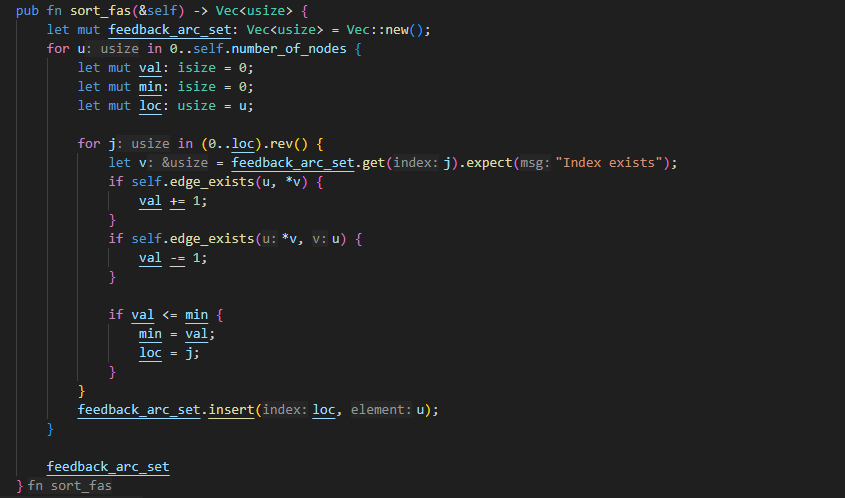 pub fn sort_fas(&self) -> Vec<usize> {
let mut feedback_arc_set: Vec<usize> = Vec::new();
for u: usize in 0..self.number_of_nodes {
let mut val: isize = 0;
let mut min: isize = 0;
let mut loc: usize = u;
for j: usize in (0..loc).rev() {
let v: &usize = feedback_arc_set.get(index: j).expect(msg: "Index exists");
if self.edge_exists(u, *v) {
val += 1;
}
if self.edge_exists(u: *v, v: u) {
val -= 1;
}
if val <= min {
min = val;
loc = j;
}
}
feedback_arc_set.insert(index: loc, element: u);
}
feedback_arc_set
} fn sort_fas